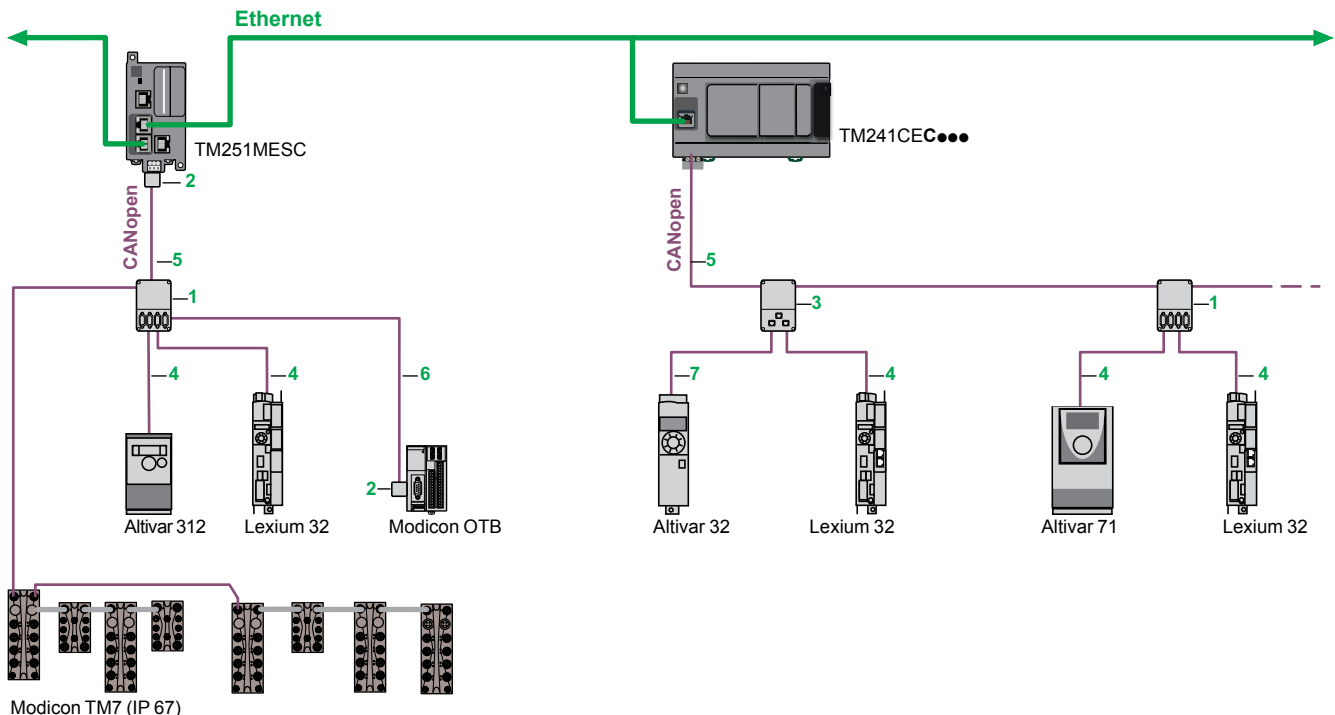 Ethernet
TM251MESC
TM241CEC●●●
2
CANopen
CANopen
5
5
1
3
1
4
4
6
7
4
4
4
2
Altivar 312
Lexium 32
Modicon OTB
Altivar 32
Lexium 32
Altivar 71
Lexium 32
Modicon TM7 (IP 67)